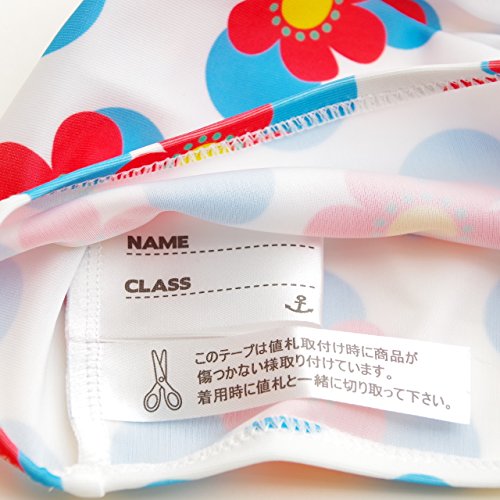 NAME
CLASS
このテープは値札取付け時に商品が
傷つかない様取り付けています。
着用時に値札と一緒に切り取って下さい。